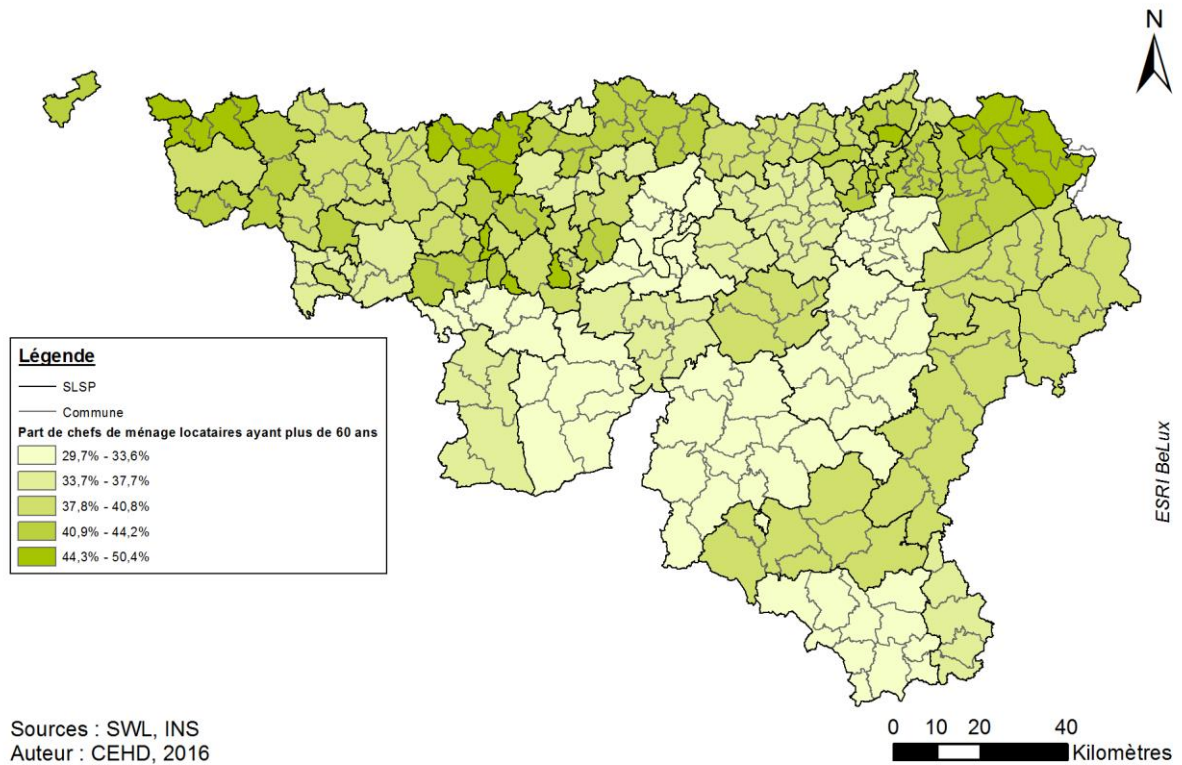 N
Légende
SLSP
Commune
Part de chefs de ménage locataires ayant plus de 60 ans
29,7% - 33,6%
33,7% - 37,7%
37,8% - 40,8%
40,9% - 44,2%
44,3% - 50,4%
ESRI BeLux
Sources : SWL, INS
Auteur : CEHD, 2016
0 10 20 40
Kilomètres